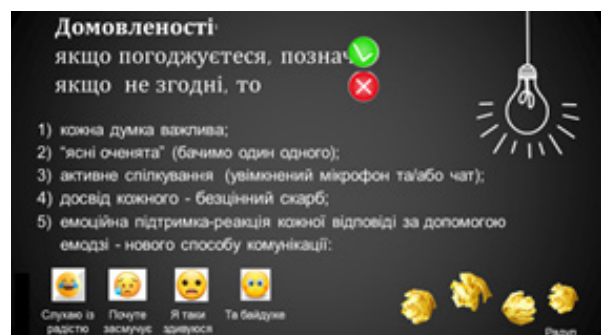 Домовленості
якщо погоджуєтеся, познач
якщо не згодні, то
1) кожна думка важлива;
2) “ясні оченята” (бачимо один одного);
3) активне спілкування (увімкнений мікрофон та/або чат);
4) досвід кожного - безцінний скарб;
5) емоційна підтримка-реакція кожної відповіді за допомогою
емодзі - нового способу комунікації:
Слухаю із радістю
Почуте засмучує
Я таки здивуюся
Та байдуже